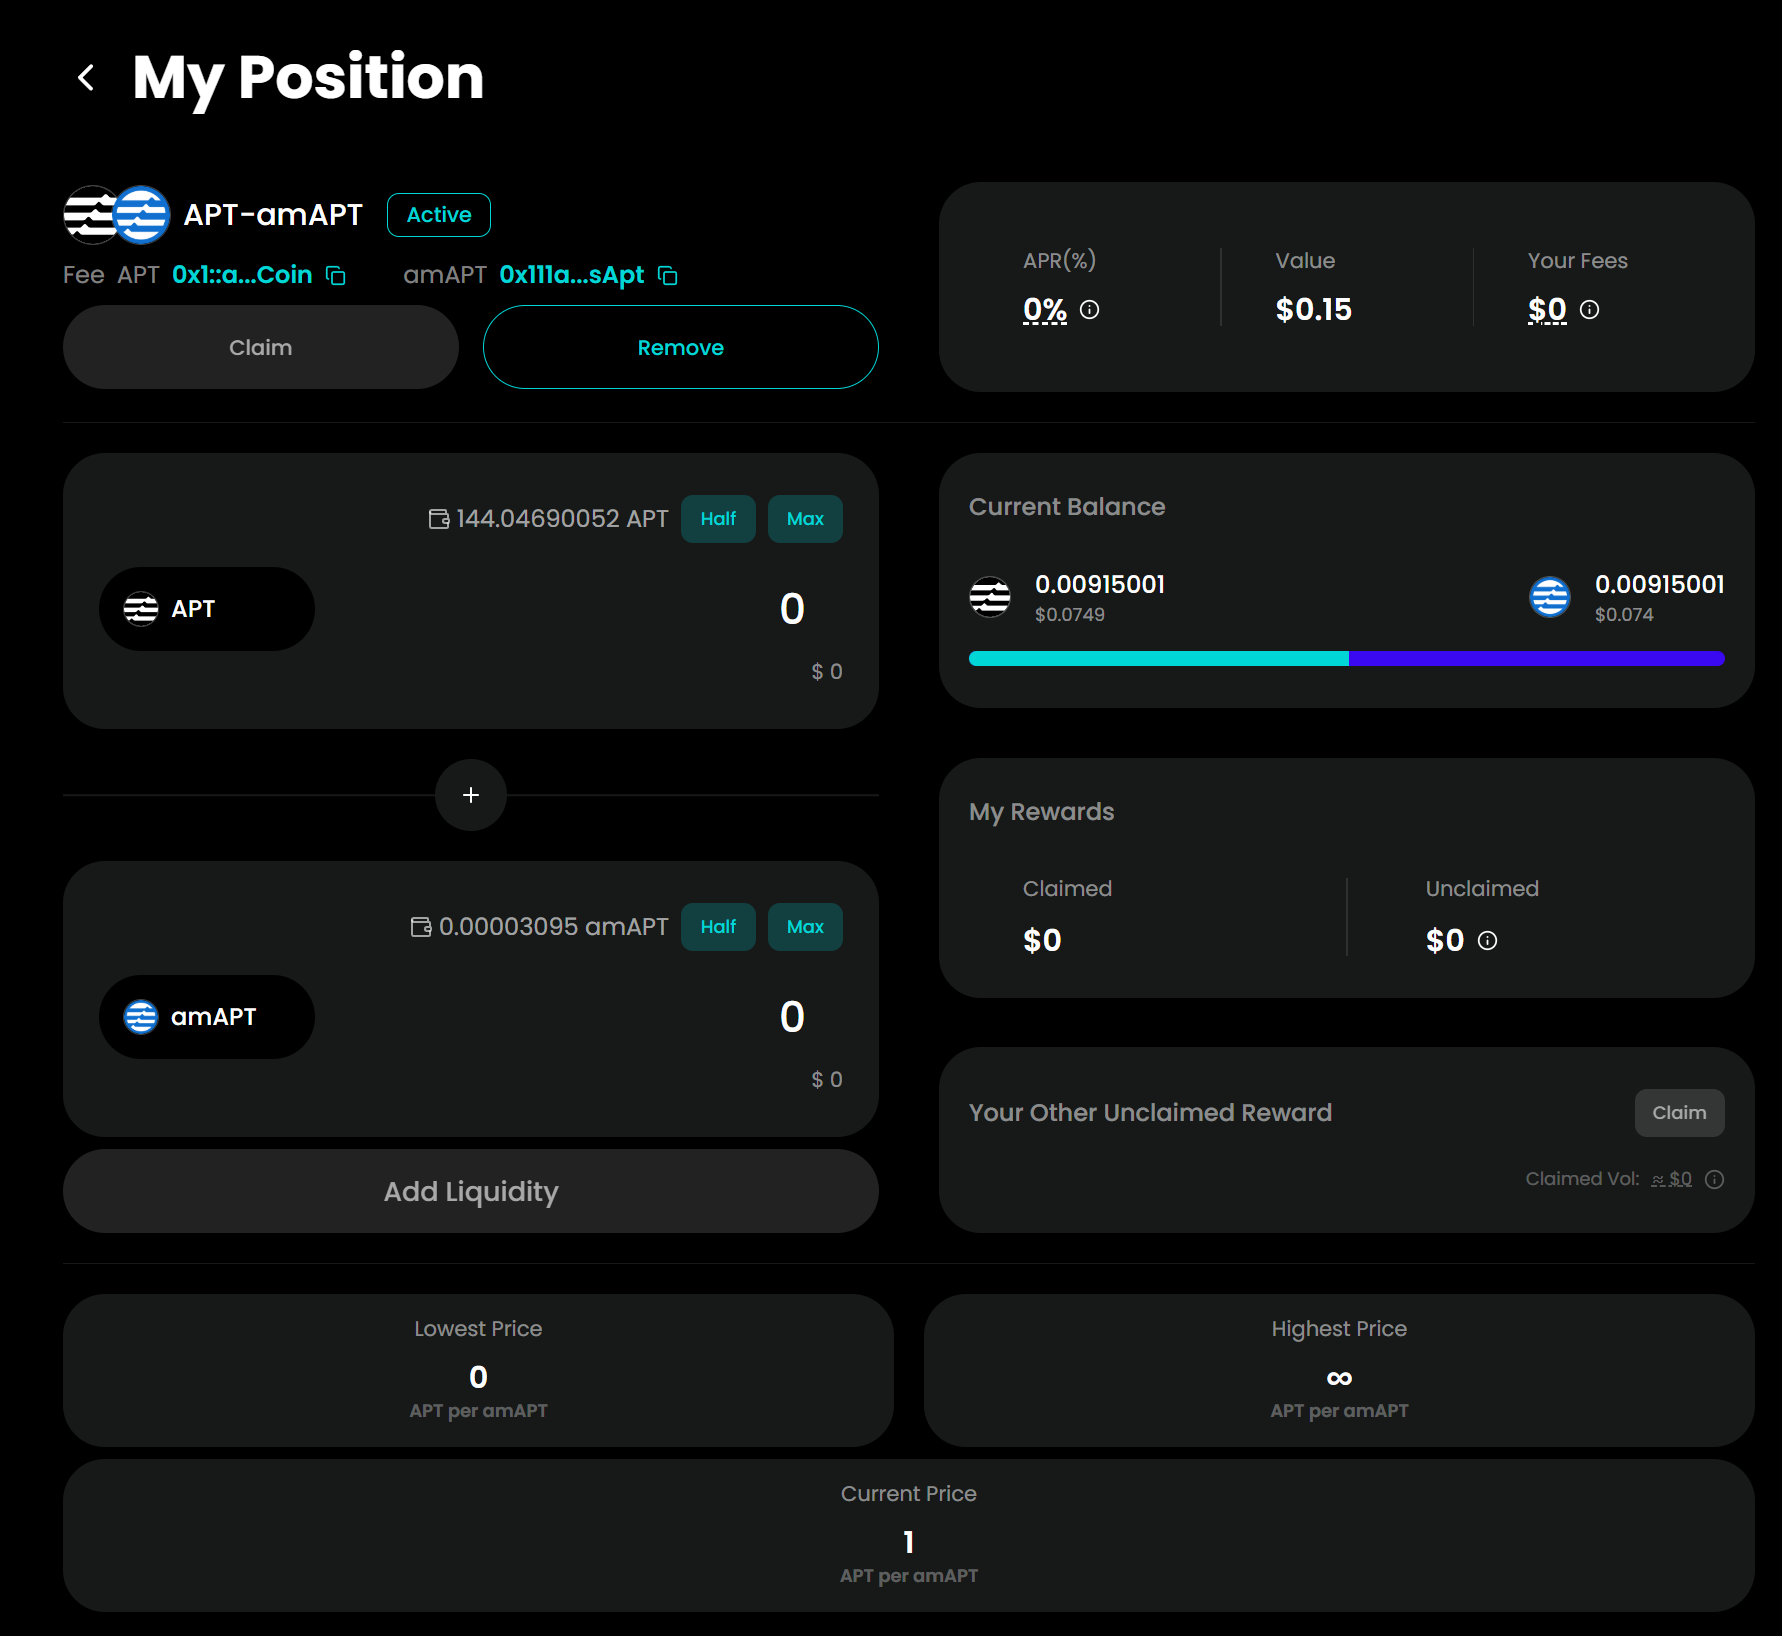 My Position
APT-amAPT
Active
Fee APT 0x1::a...Coin amAPT 0x111a...sApt
Claim
Remove
APR(%)
0%
Value
$0.15
Your Fees
$0
144.04690052 APT
Half
Max
APT
0
$ 0
+
0.00003095 amAPT
Half
Max
amAPT
0
$ 0
Add Liquidity
Current Balance
0.00915001
$0.0749
0.00915001
$0.074
My Rewards
Claimed
$0
Unclaimed
$0
Your Other Unclaimed Reward
Claim
Claimed Vol: ≈ $0
Lowest Price
0
APT per amAPT
Highest Price
∞
APT per amAPT
Current Price
1
APT per amAPT